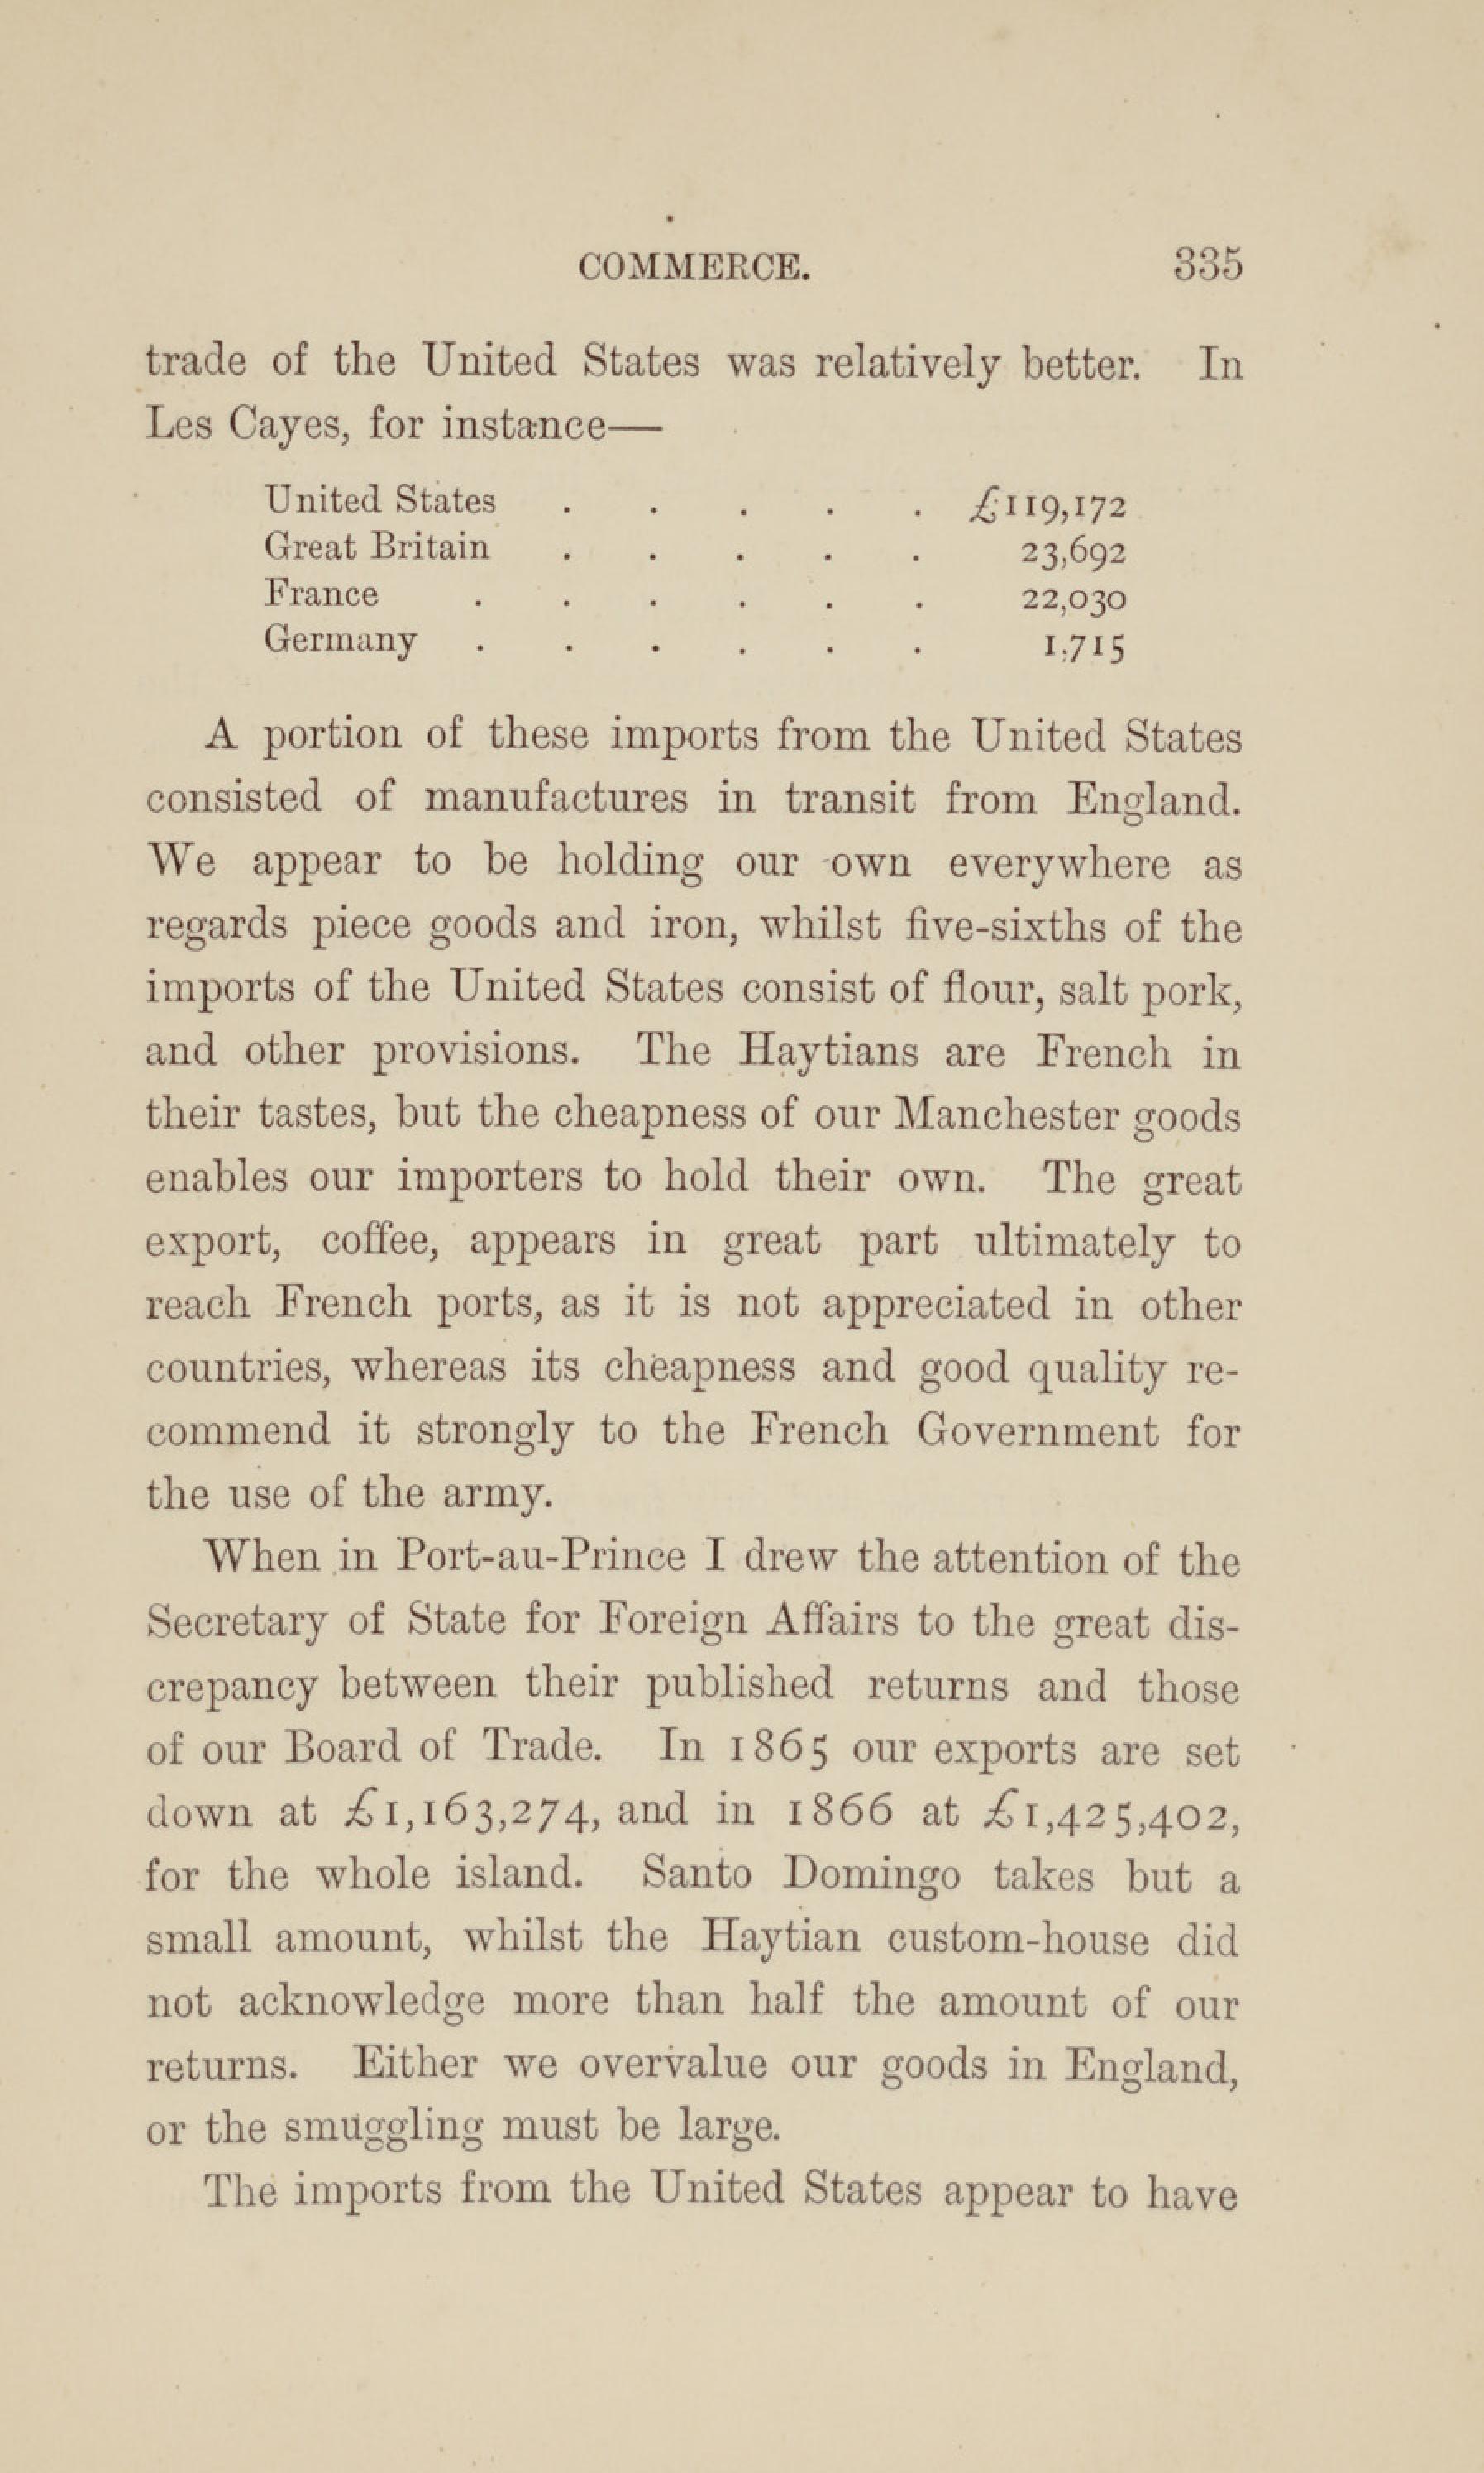 COMMERCE. 335
trade of the United States was relatively better. In
Les Cayes, for instance—
United States . . . . . £119,172
Great Britain . . . . . 23,692
France . . . . . . 22,030
Germany . . . . . . 1,715
A portion of these imports from the United States
consisted of manufactures in transit from England.
We appear to be holding our own everywhere as
regards piece goods and iron, whilst five-sixths of the
imports of the United States consist of flour, salt pork,
and other provisions. The Haytians are French in
their tastes, but the cheapness of our Manchester goods
enables our importers to hold their own. The great
export, coffee, appears in great part ultimately to
reach French ports, as it is not appreciated in other
countries, whereas its cheapness and good quality re-
commend it strongly to the French Government for
the use of the army.
When in Port-au-Prince I drew the attention of the
Secretary of State for Foreign Affairs to the great dis-
crepancy between their published returns and those
of our Board of Trade. In 1865 our exports are set
down at £1,163,274, and in 1866 at £1,425,402,
for the whole island. Santo Domingo takes but a
small amount, whilst the Haytian custom-house did
not acknowledge more than half the amount of our
returns. Either we overvalue our goods in England,
or the smuggling must be large.
The imports from the United States appear to have